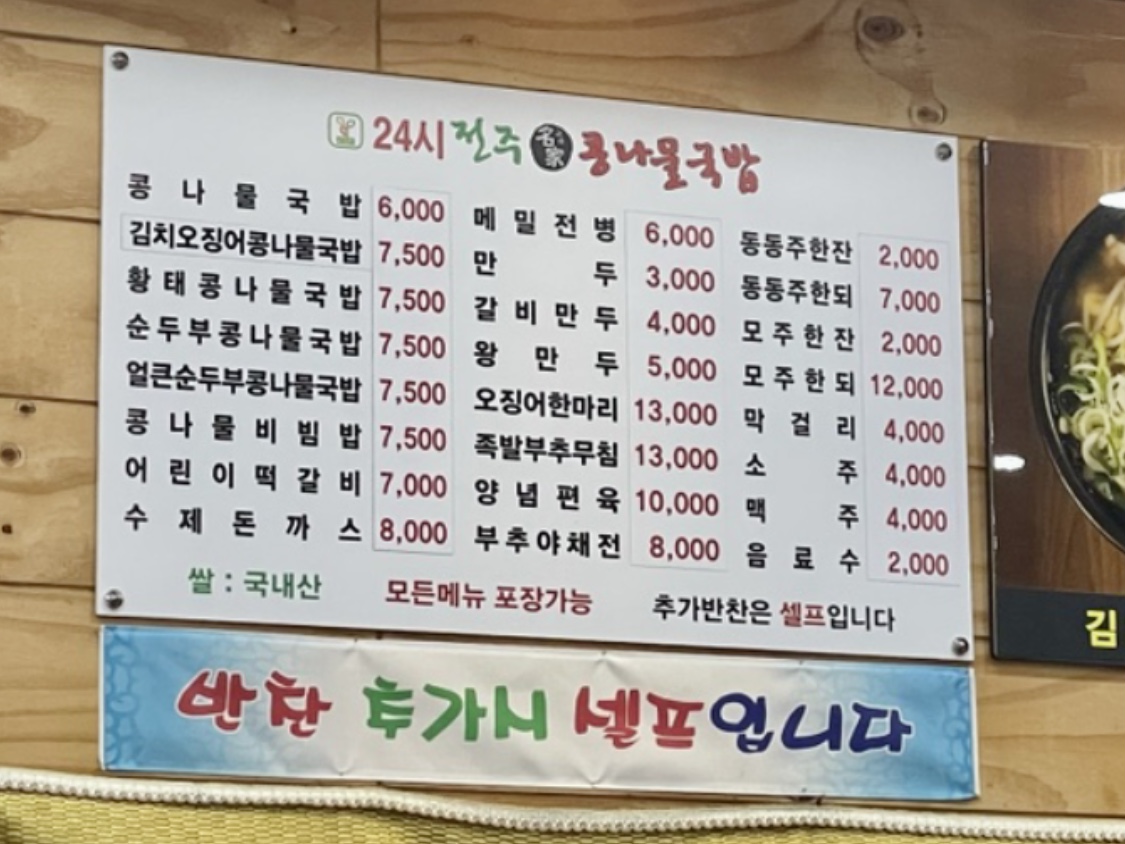 24시 전주 名家 콩나물국밥
콩나물국밥 6,000
김치오징어콩나물국밥 7,500
황태콩나물국밥 7,500
순두부콩나물국밥 7,500
얼큰순두부콩나물국밥 7,500
콩나물비빔밥 7,500
어린이떡갈비 7,000
수제돈까스 8,000
메밀전병 6,000
만두 3,000
갈비만두 4,000
왕만두 5,000
오징어한마리 13,000
족발부추무침 13,000
양념편육 10,000
부추야채전 8,000
동동주한잔 2,000
동동주한되 7,000
모주한잔 2,000
모주한되 12,000
막걸리 4,000
소주 4,000
맥주 4,000
음료수 2,000
쌀 : 국내산
모든메뉴 포장가능
추가반찬은 셀프입니다
반찬 추가시 셀프입니다
김